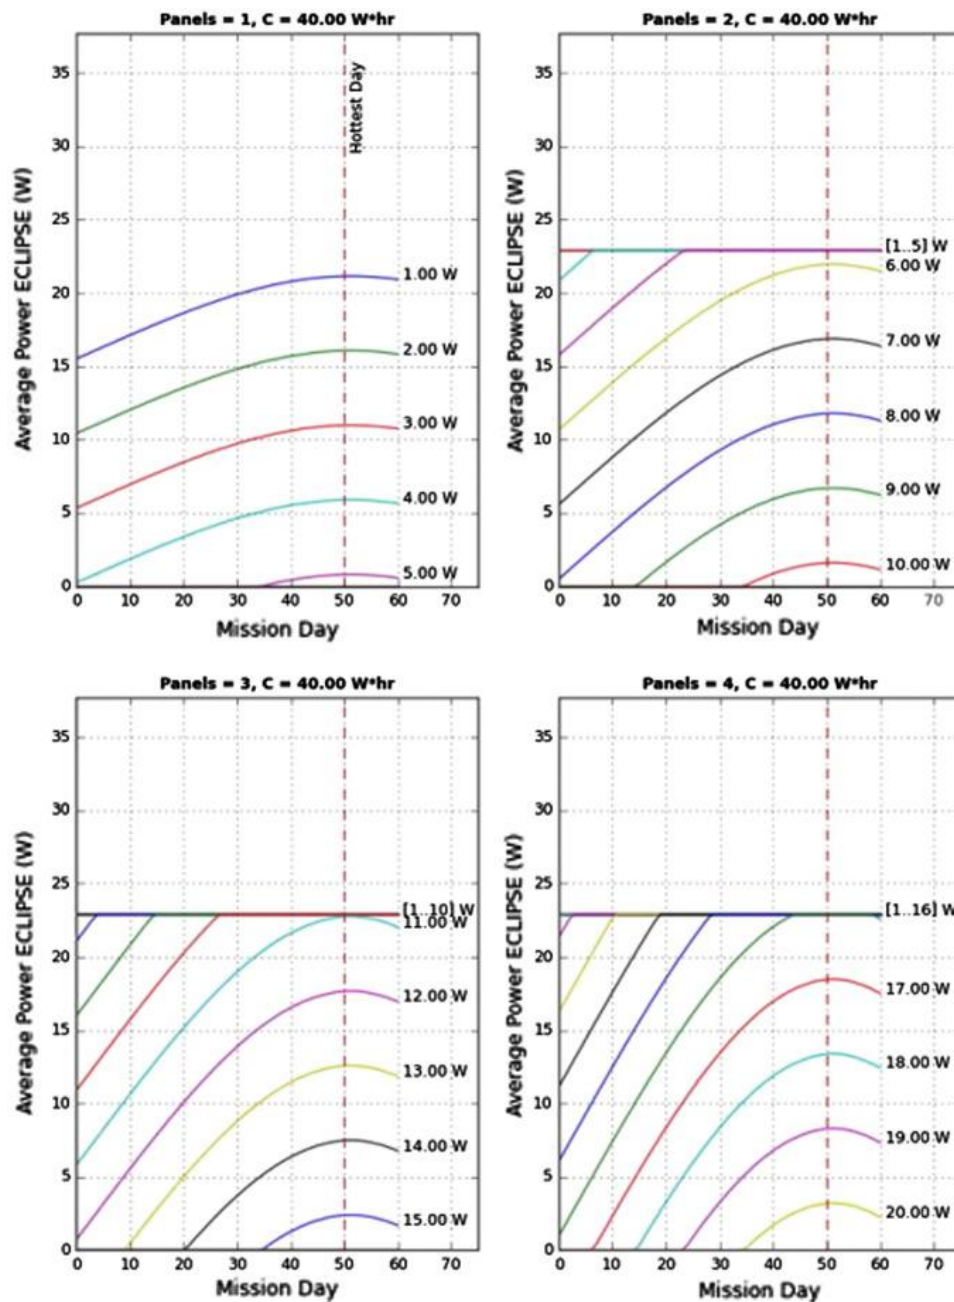 Panels = 1, C = 40.00 W*hr
Average Power ECLIPSE (W)
35
30
25
20
15
10
5
0
Hottest Day
1.00 W
2.00 W
3.00 W
4.00 W
5.00 W
0 10 20 30 40 50 60 70
Mission Day
Panels = 2, C = 40.00 W*hr
Average Power ECLIPSE (W)
35
30
25
20
15
10
5
0
[1..5] W
6.00 W
7.00 W
8.00 W
9.00 W
10.00 W
0 10 20 30 40 50 60 70
Mission Day
Panels = 3, C = 40.00 W*hr
Average Power ECLIPSE (W)
35
30
25
20
15
10
5
0
[1..10] W
11.00 W
12.00 W
13.00 W
14.00 W
15.00 W
0 10 20 30 40 50 60 70
Mission Day
Panels = 4, C = 40.00 W*hr
Average Power ECLIPSE (W)
35
30
25
20
15
10
5
0
[1..16] W
17.00 W
18.00 W
19.00 W
20.00 W
0 10 20 30 40 50 60 70
Mission Day